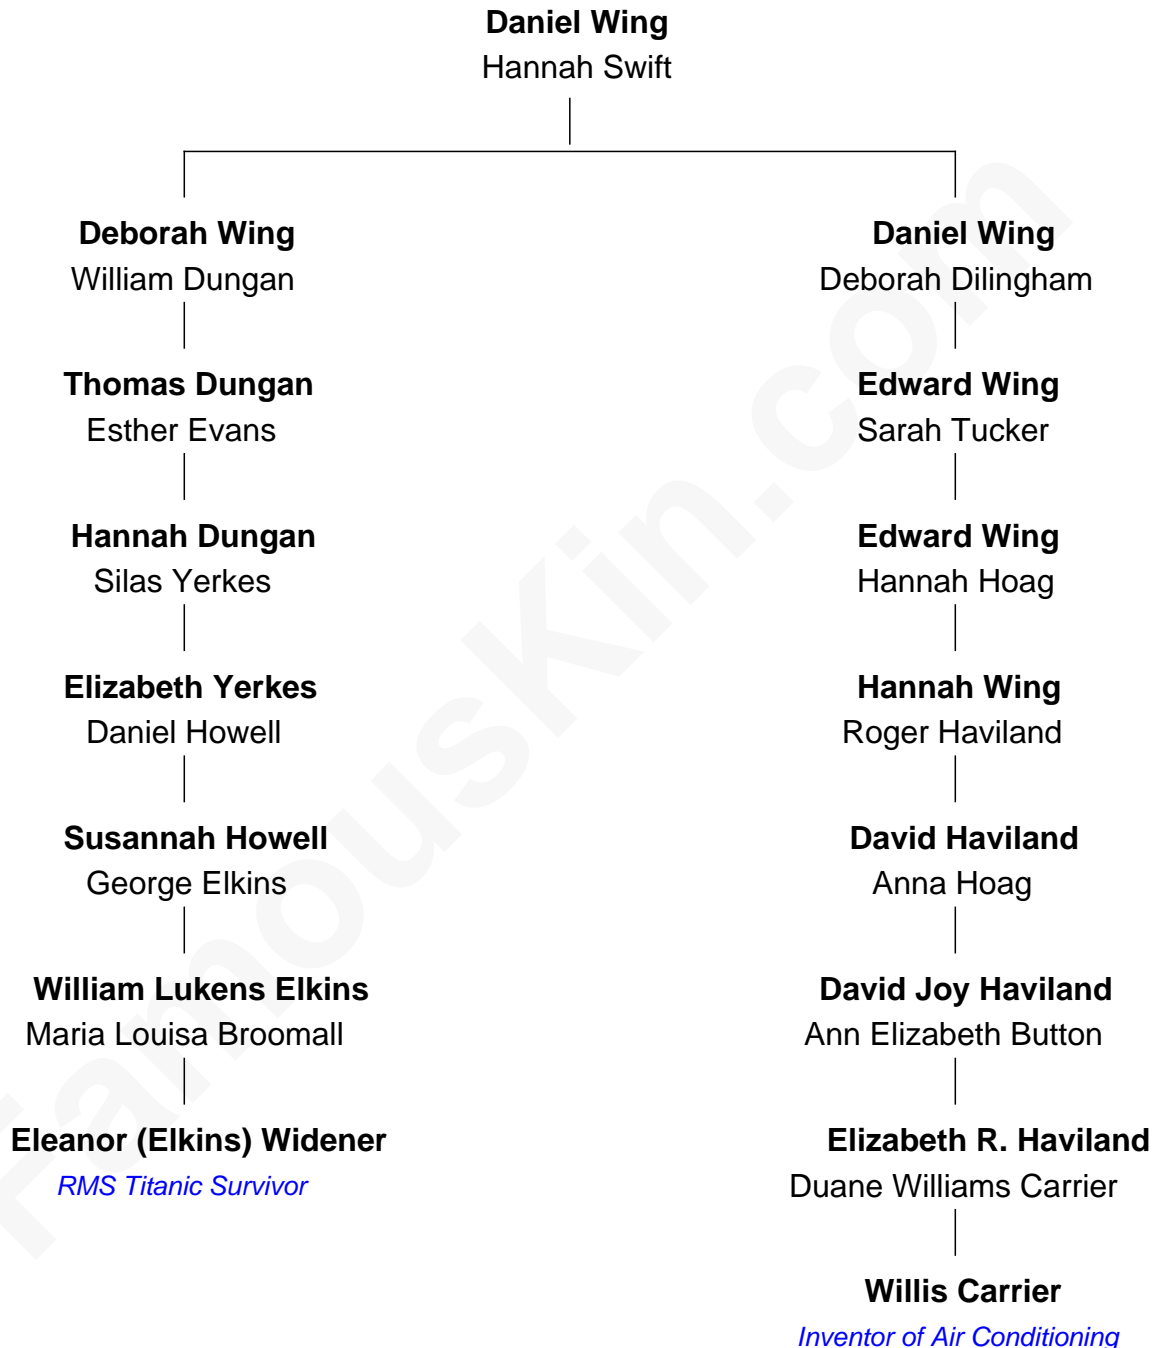 Daniel Wing
Hannah Swift
Deborah Wing
William Dungan
Daniel Wing
Deborah Dilingham
Thomas Dungan
Esther Evans
Edward Wing
Sarah Tucker
Hannah Dungan
Silas Yerkes
Edward Wing
Hannah Hoag
Elizabeth Yerkes
Daniel Howell
Hannah Wing
Roger Haviland
Susannah Howell
George Elkins
David Haviland
Anna Hoag
William Lukens Elkins
Maria Louisa Broomall
David Joy Haviland
Ann Elizabeth Button
Eleanor (Elkins) Widener
RMS Titanic Survivor
Elizabeth R. Haviland
Duane Williams Carrier
Willis Carrier
Inventor of Air Conditioning
FamousKin.com